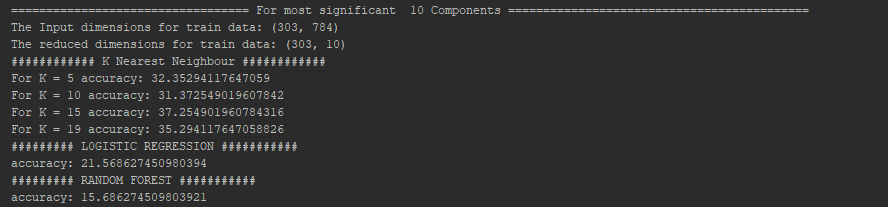 ================================== For most significant  10 Components ===========================================
The Input dimensions for train data: (303, 784)
The reduced dimensions for train data: (303, 10)
############ K Nearest Neighbour ############
For K = 5 accuracy: 32.35294117647059
For K = 10 accuracy: 31.372549019607842
For K = 15 accuracy: 37.254901960784316
For K = 19 accuracy: 35.294117647058826
######### L0GISTIC REGRESSION ###########
accuracy: 21.568627450980394
######### RANDOM FOREST ###########
accuracy: 15.686274509803921